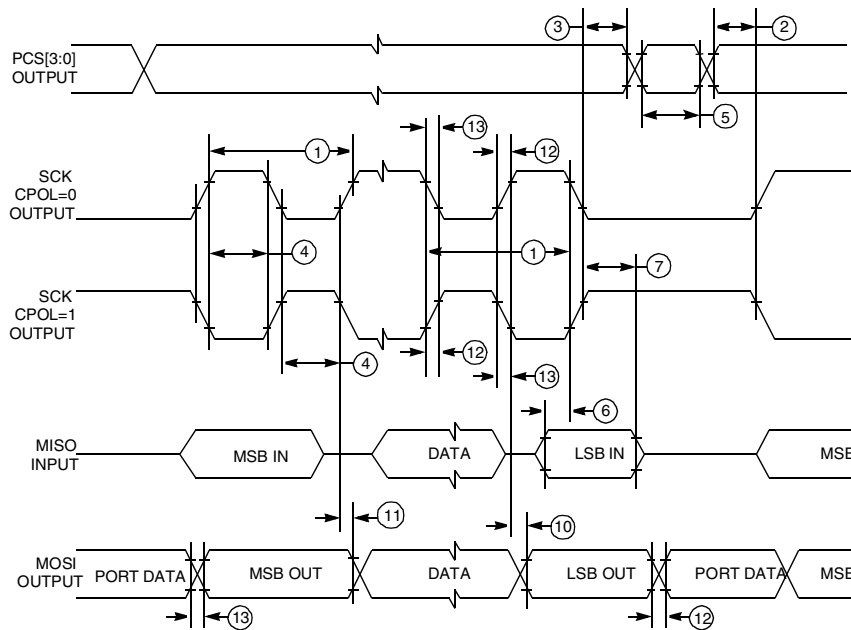 3
2
PCS[3:0]
OUTPUT
5
13
1
12
SCK
CPOL=0
OUTPUT
4
1
7
SCK
CPOL=1
OUTPUT
4
12
13
6
MISO
INPUT
MSB IN
DATA
LSB IN
MSB
11
10
MOSI
OUTPUT
PORT DATA
MSB OUT
DATA
LSB OUT
PORT DATA
MSB
13
12